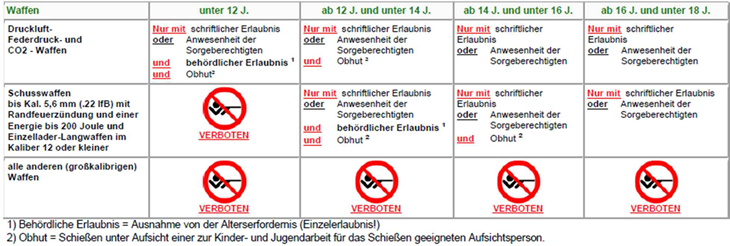 Waffen unter 12 J. ab 12 J. und unter 14 J. ab 14 J. und unter 16 J. ab 16 J. und unter 18 J.
Druckluft-
Federdruck- und
CO2 - Waffen
Nur mit schriftlicher Erlaubnis
oder Anwesenheit der
Sorgeberechtigten
und behördlicher Erlaubnis ¹
und Obhut²
Nur mit schriftlicher Erlaubnis
oder Anwesenheit der
Sorgeberechtigten
und Obhut ²
Nur mit schriftlicher
Erlaubnis
oder Anwesenheit der
Sorgeberechtigten
Nur mit schriftlicher
Erlaubnis
oder Anwesenheit der
Sorgeberechtigten
Schusswaffen
bis Kal. 5,6 mm (.22 lfB) mit
Randfeuerzündung und einer
Energie bis 200 Joule und
Einzellader-Langwaffen im
Kaliber 12 oder kleiner
VERBOTEN
Nur mit schriftlicher Erlaubnis
oder Anwesenheit der
Sorgeberechtigten
und behördlicher Erlaubnis ¹
und Obhut ²
Nur mit schriftlicher
Erlaubnis
oder Anwesenheit der
Sorgeberechtigten
und Obhut ²
Nur mit schriftlicher Erlaubnis
oder Anwesenheit der
Sorgeberechtigten
alle anderen (großkalibrigen)
Waffen
VERBOTEN
VERBOTEN
VERBOTEN
VERBOTEN
1) Behördliche Erlaubnis = Ausnahme von der Alterserfordernis (Einzelerlaubnis!)
2) Obhut = Schießen unter Aufsicht einer zur Kinder- und Jugendarbeit für das Schießen geeigneten Aufsichtsperson.